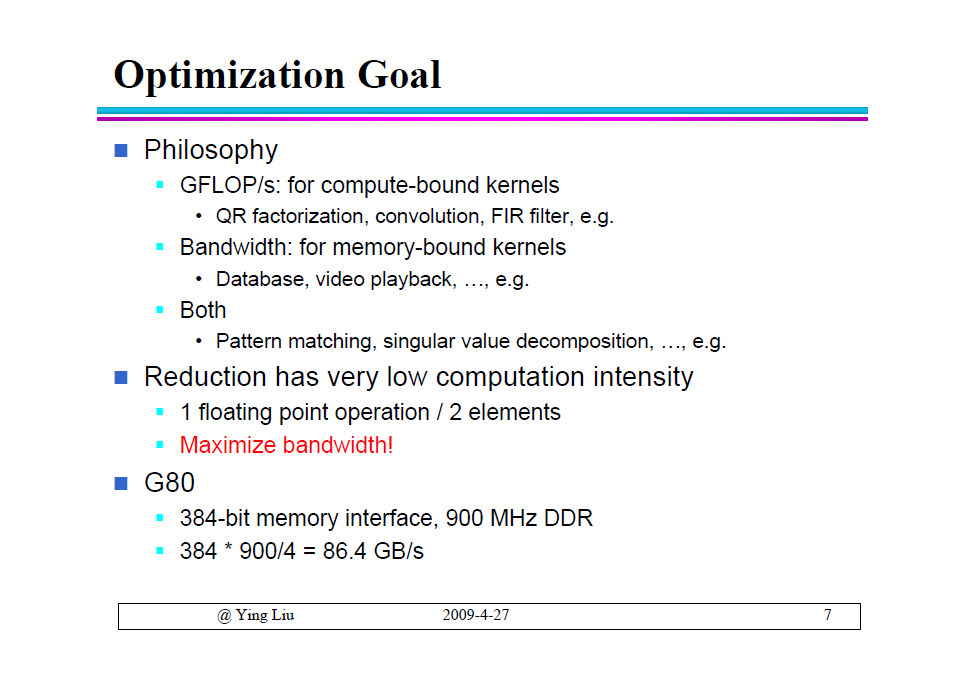 Optimization Goal
Philosophy
GFLOP/s: for compute-bound kernels
• QR factorization, convolution, FIR filter, e.g.
Bandwidth: for memory-bound kernels
• Database, video playback, …, e.g.
Both
• Pattern matching, singular value decomposition, …, e.g.
Reduction has very low computation intensity
1 floating point operation / 2 elements
Maximize bandwidth!
G80
384-bit memory interface, 900 MHz DDR
384 * 900/4 = 86.4 GB/s
@ Ying Liu 2009-4-27 7